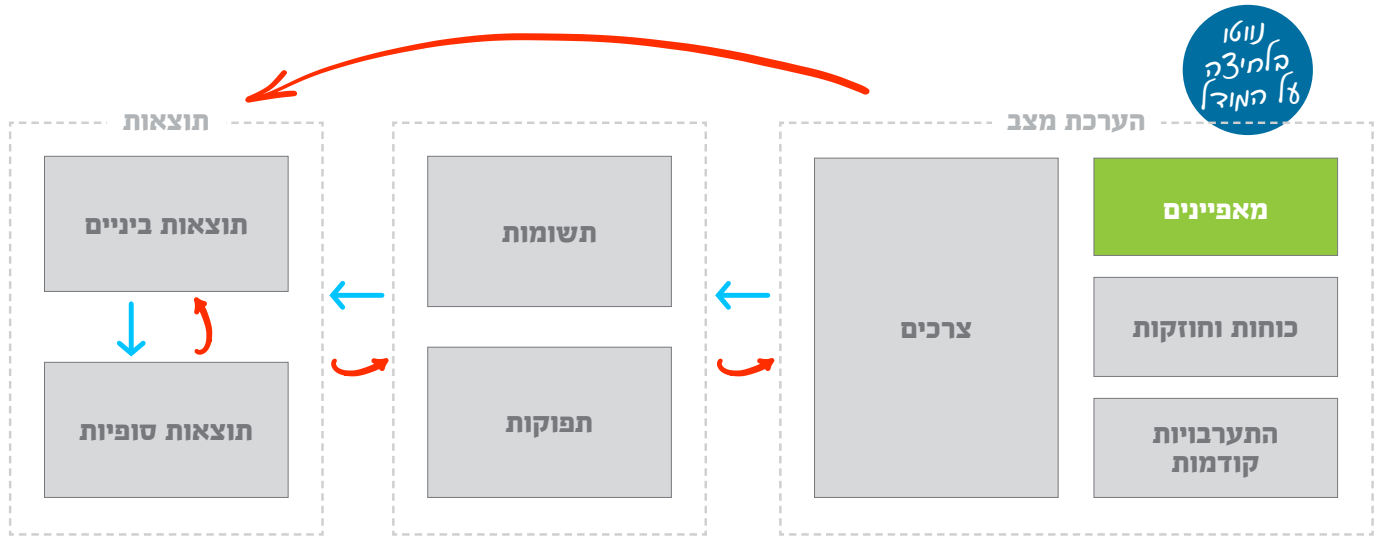 נווטו
בלחיצה
על המודל
הערכת מצב
מאפיינים
כוחות וחוזקות
התערבויות
קודמות
צרכים
תשומות
תפוקות
תוצאות
תוצאות ביניים
תוצאות סופיות